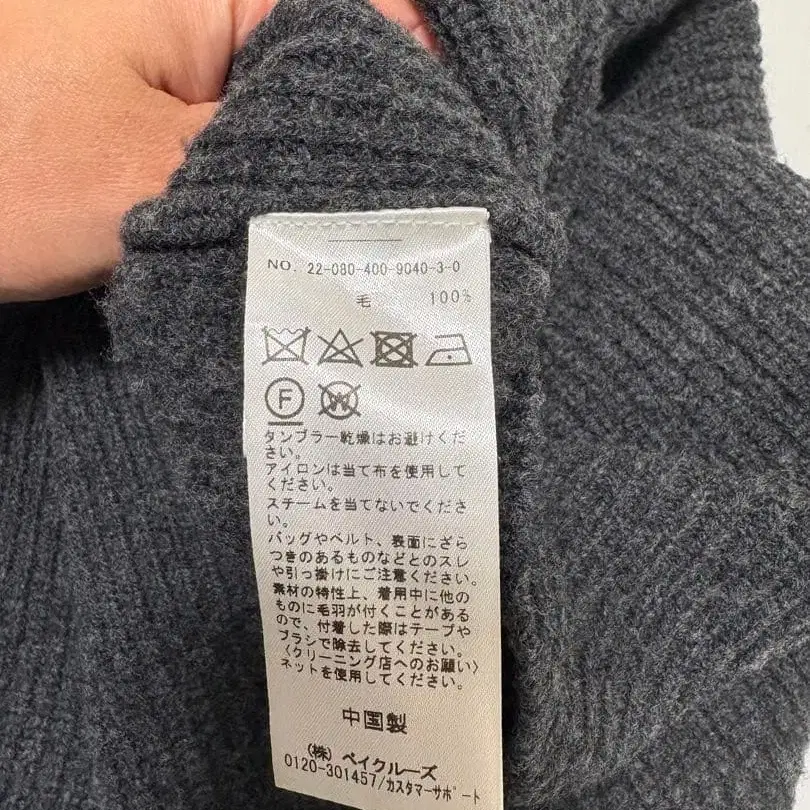 NO. 22-080-400-9040-3-0
毛 100%
F
W
タンブラー乾燥はお避けくだ
さい。
アイロンは当て布を使用して
ください。
スチームを当てないでくださ
い。
バッグやベルト、表面にざら
つきのあるものなどとのスレ
や引っ掛けにご注意ください。
素材の特性上、着用中に他の
ものに毛羽が付くことがある
ので、付着した際はテープや
ブラシで除去してください。
〈クリーニング店へのお願い〉
ネットを使用してください。
中国製
(株) ベイクルーズ
0120-301457/カスタマーサポート